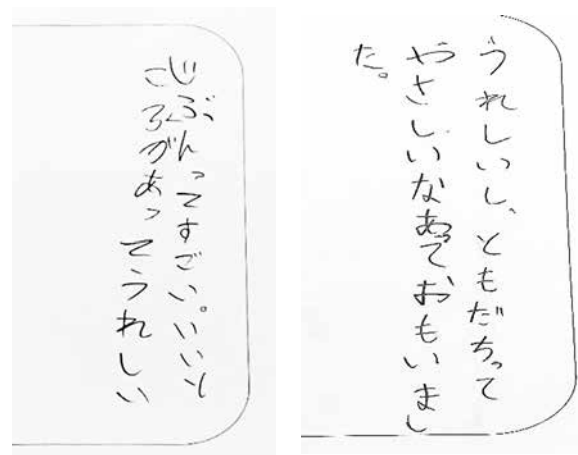 じぶんってすごい。いいと
ころがあってうれしい
うれしいし、ともだちって
やさしいなあっておもいまし
た。